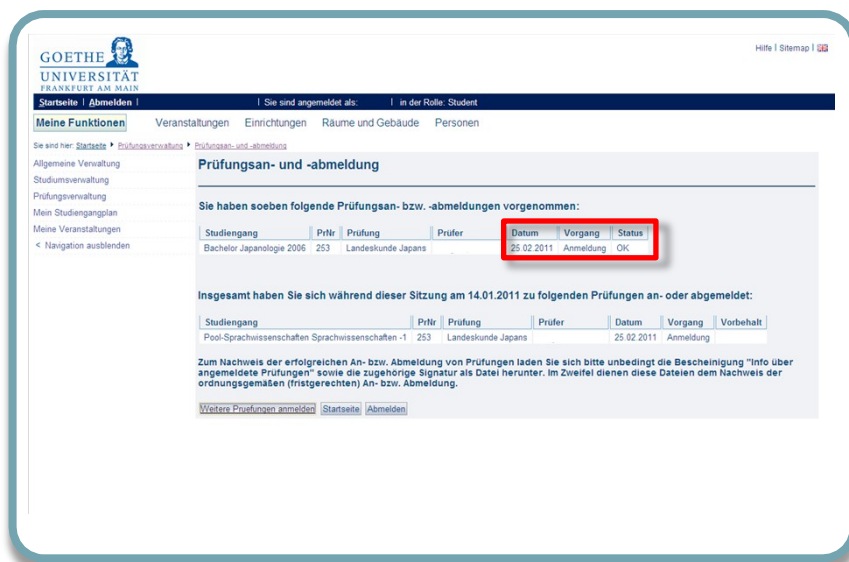 GOETHE
UNIVERSITÄT
FRANKFURT AM MAIN
Hilfe | Sitemap |
Startseite | Abmelden | | Sie sind angemeldet als: | in der Rolle: Student
Meine Funktionen Veranstaltungen Einrichtungen Räume und Gebäude Personen
Sie sind hier: Startseite Prüfungsverwaltung Prüfungsan- und -abmeldung
Allgemeine Verwaltung
Studiumsverwaltung
Prüfungsverwaltung
Mein Studiengangplan
Meine Veranstaltungen
< Navigation ausblenden
Prüfungsan- und -abmeldung
Sie haben soeben folgende Prüfungsan- bzw. -abmeldungen vorgenommen:
Studiengang PrNr Prüfung Prüfer Datum Vorgang Status
Bachelor Japanologie 2006 253 Landeskunde Japans 25.02.2011 Anmeldung OK
Insgesamt haben Sie sich während dieser Sitzung am 14.01.2011 zu folgenden Prüfungen an- oder abgemeldet:
Studiengang PrNr Prüfung Prüfer Datum Vorgang Vorbehalt
Pool-Sprachwissenschaften Sprachwissenschaften -1 253 Landeskunde Japans 25.02.2011 Anmeldung
Zum Nachweis der erfolgreichen An- bzw. Abmeldung von Prüfungen laden Sie sich bitte unbedingt die Bescheinigung "Info über
angemeldete Prüfungen" sowie die zugehörige Signatur als Datei herunter. Im Zweifel dienen diese Dateien dem Nachweis der
ordnungsgemäßen (fristgerechten) An- bzw. Abmeldung.
Weitere Pruefungen anmelden Startseite Abmelden